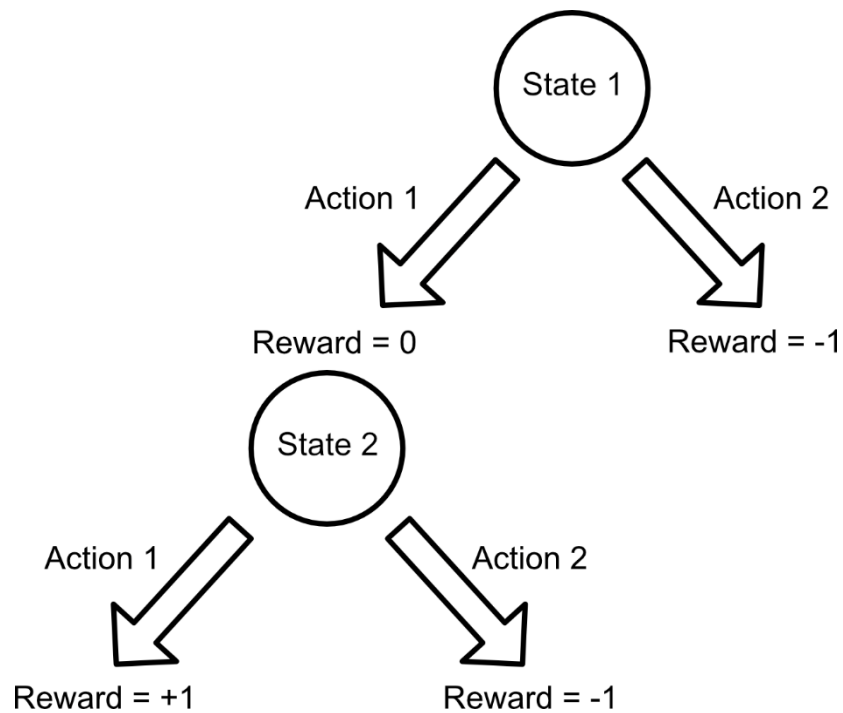 State 1
Action 1
Action 2
Reward = 0
Reward = -1
State 2
Action 1
Action 2
Reward = +1
Reward = -1